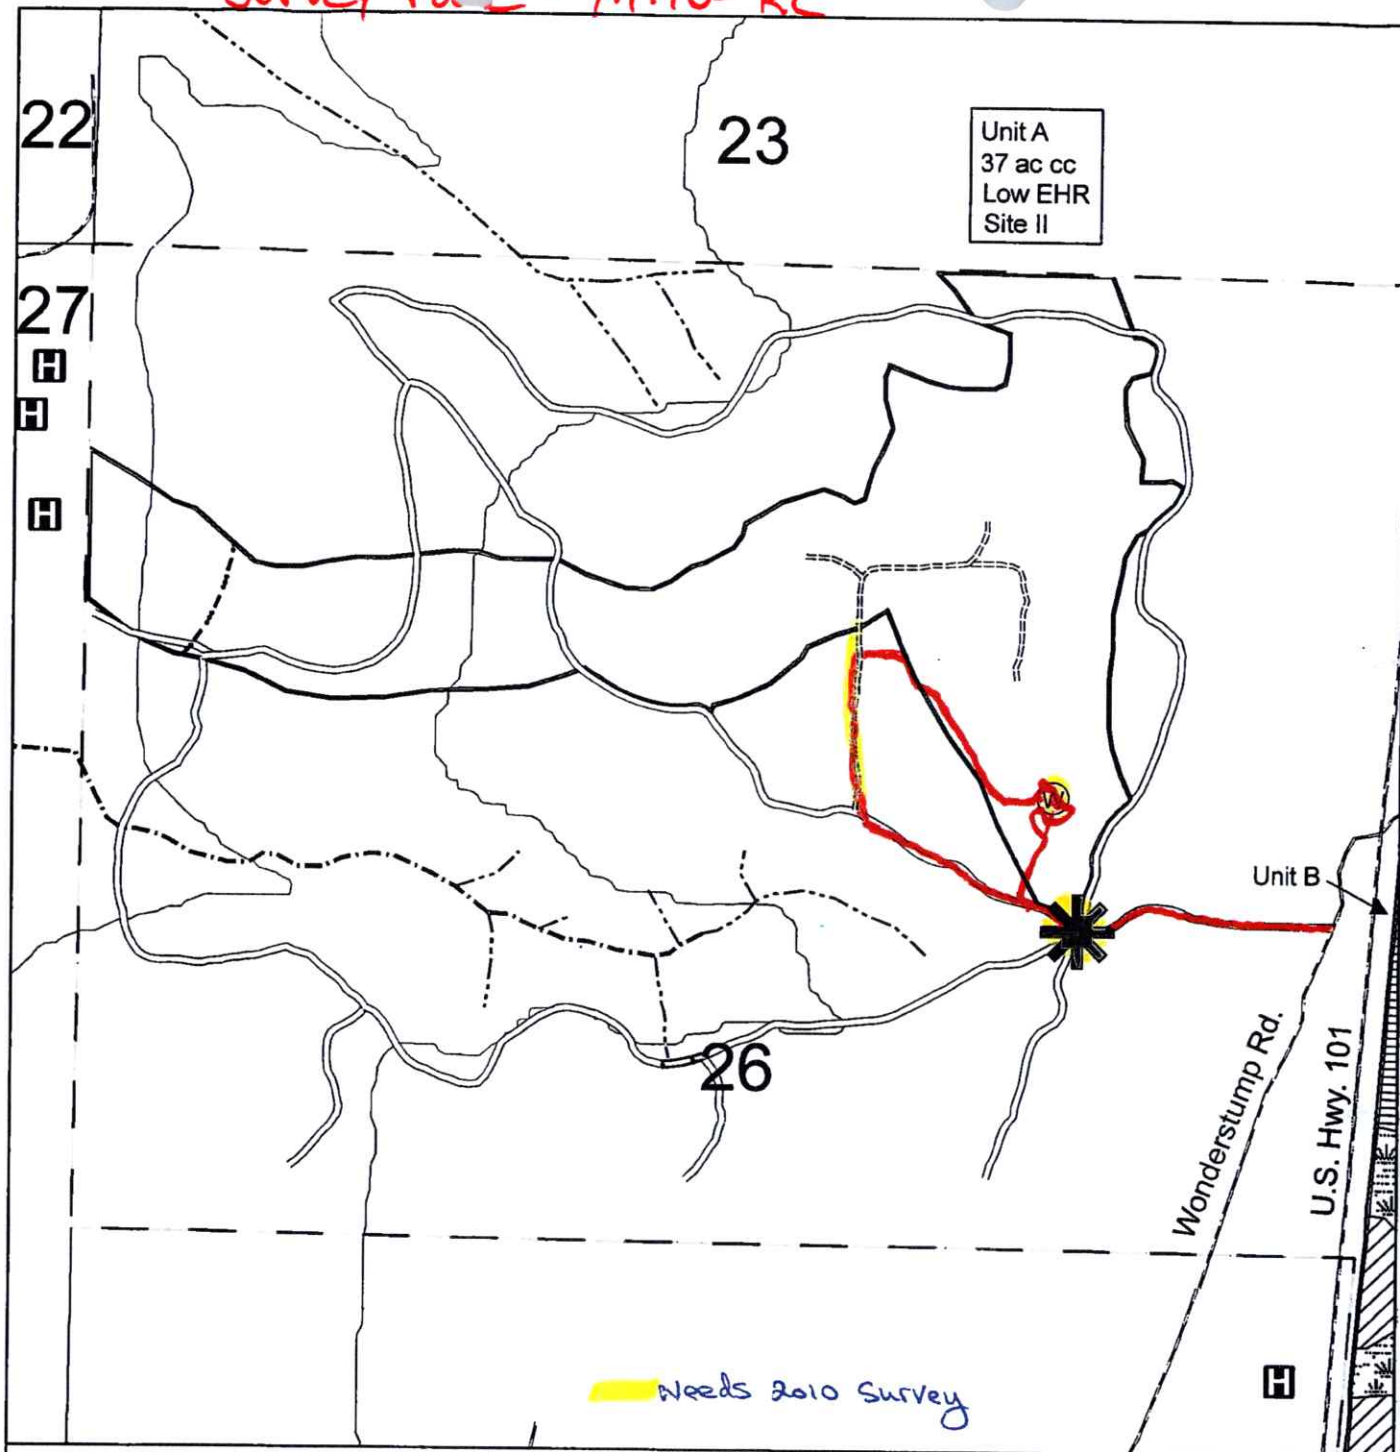 22
23
Unit A
37 ac cc
Low EHR
Site II
27
H
H
H
W
Unit B
26
Wonderstump Rd.
U.S. Hwy. 101
H
Needs 2010 Survey